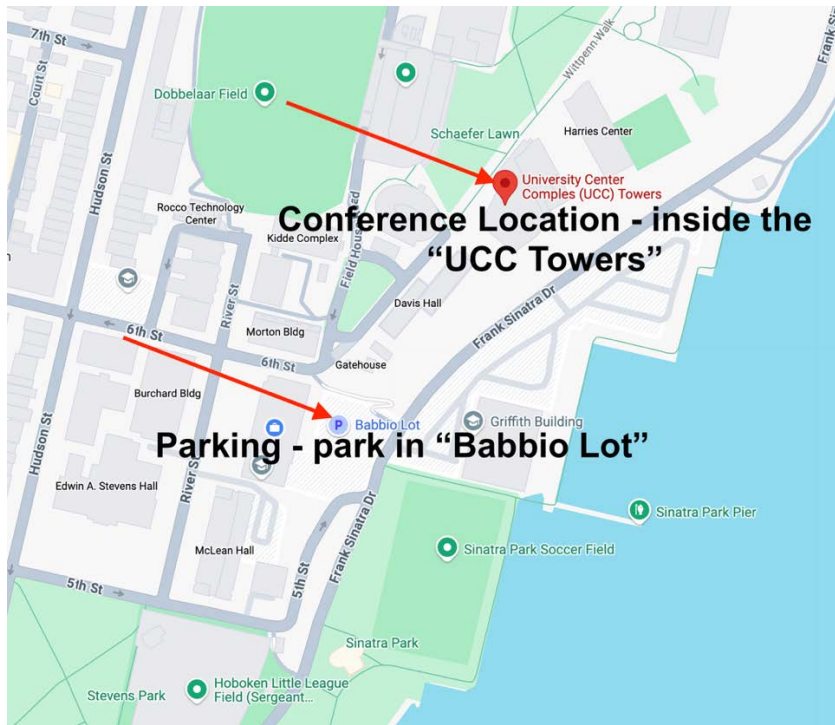 7th St
Court St
Hudson St
Dobbelaar Field
Wittpenn Walk
Frank Sinatra
Schaefer Lawn
Harries Center
University Center
Comples (UCC) Towers
Rocco Technology
Center
Conference Location - inside the
“UCC Towers”
Kidde Complex
Field House Rd
River St
Davis Hall
Frank Sinatra Dr
6th St
Morton Bldg
6th St
Gatehouse
Burchard Bldg
P
Babbio Lot
Griffith Building
Parking - park in “Babbio Lot”
Hudson St
River St
Edwin A. Stevens Hall
Frank Sinatra Dr
Sinatra Park Pier
McLean Hall
Sinatra Park Soccer Field
5th St
5th St
Sinatra Park
Stevens Park
Hoboken Little League
Field (Sergeant...